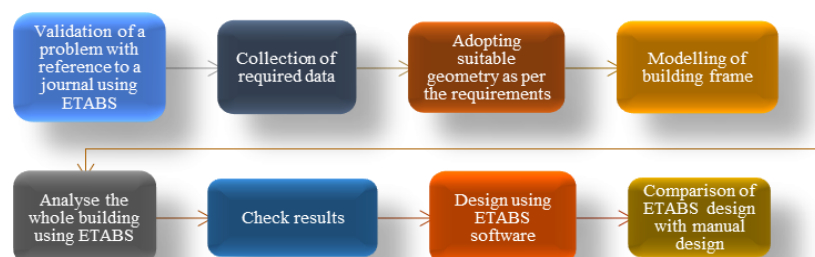 Validation of a
problem with
reference to a
journal using
ETABS
Collection of
required data
Adopting
suitable
geometry as per
the requirements
Modelling of
building frame
Analyse the
whole building
using ETABS
Check results
Design using
ETABS
software
Comparison of
ETABS design
with manual
design